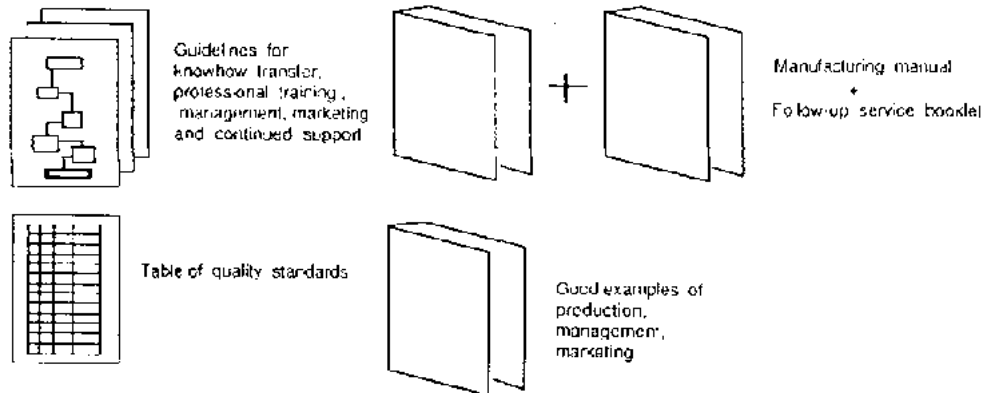 Guidelines for
knowhow transfer,
professional training,
management, marketing
and continued support
+
Manufacturing manual
+
Follow-up service booklet
Table of quality standards
Good examples of
production,
management,
marketing